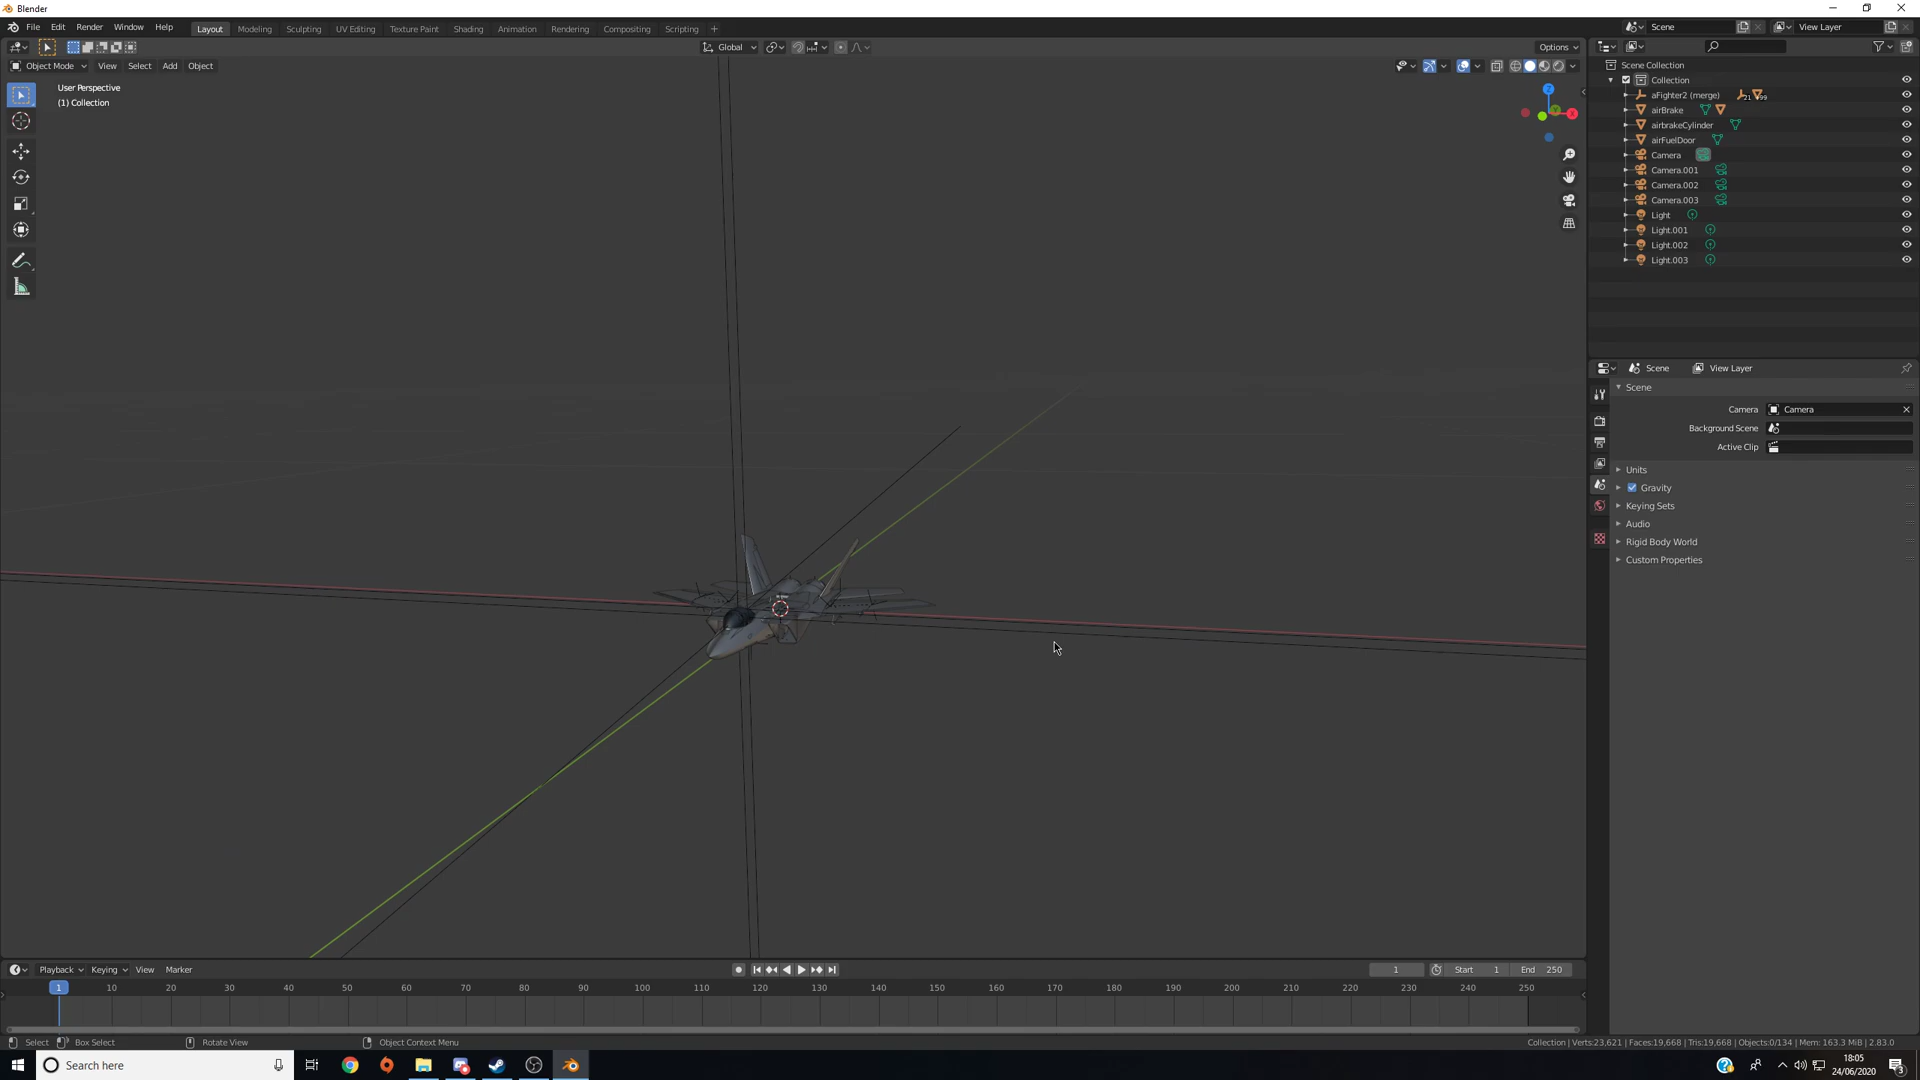 Blender
File Edit Render Window Help Layout Modeling Sculpting UV Editing Texture Paint Shading Animation Rendering Compositing Scripting + Scene View Layer
Global Options
Object Mode View Select Add Object
User Perspective
(1) Collection
Z
X
Scene Collection
Collection
aFighter2 (merge) 21 99
airBrake
airbrakeCylinder
airFuelDoor
Camera
Camera.001
Camera.002
Camera.003
Light
Light.001
Light.002
Light.003
Scene View Layer
Scene
Camera Camera
Background Scene
Active Clip
Units
Gravity
Keying Sets
Audio
Rigid Body World
Custom Properties
Playback Keying View Marker 1 Start 1 End 250
1 10 20 30 40 50 60 70 80 90 100 110 120 130 140 150 160 170 180 190 200 210 220 230 240 250
Select Box Select Rotate View Object Context Menu Collection | Verts:23,621 | Faces:19,668 | Tris:19,668 | Objects:0/134 | Mem: 163.3 MiB | 2.83.0
Search here
18:05
24/06/2020
3